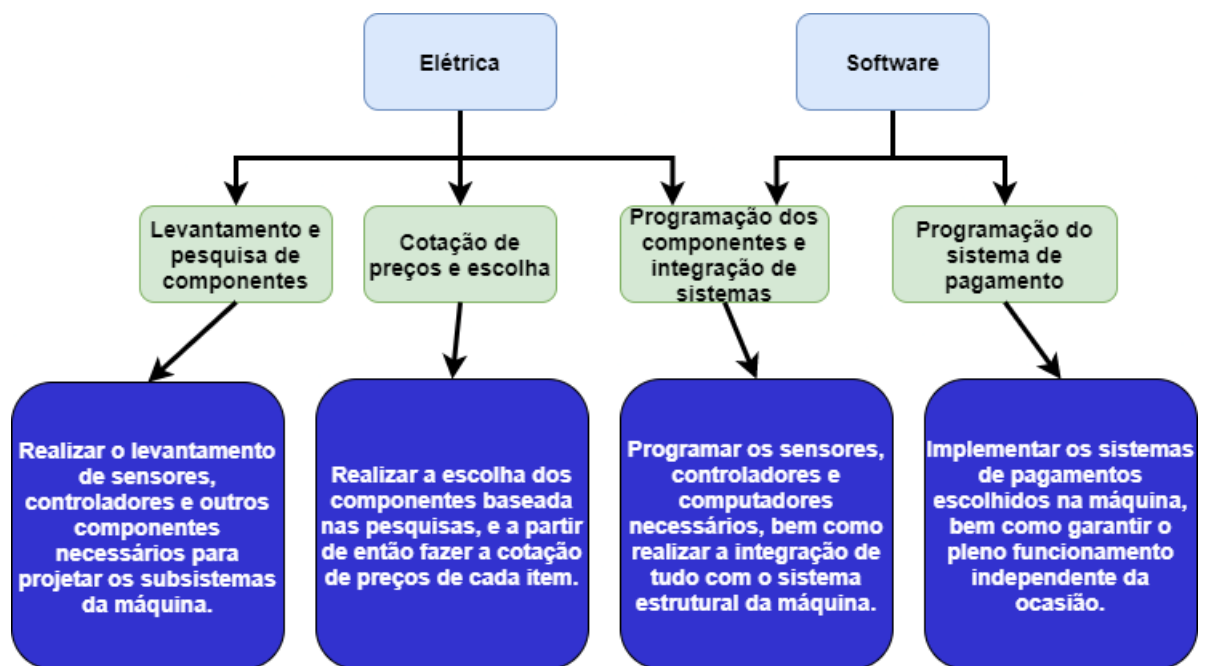 Elétrica
Software
Levantamento e
pesquisa de
componentes
Cotação de
preços e escolha
Programação dos
componentes e
integração de
sistemas
Programação do
sistema de
pagamento
Realizar o levantamento
de sensores,
controladores e outros
componentes
necessários para
projetar os subsistemas
da máquina.
Realizar a escolha dos
componentes baseada
nas pesquisas, e a partir
de então fazer a cotação
de preços de cada item.
Programar os sensores,
controladores e
computadores
necessários, bem como
realizar a integração de
tudo com o sistema
estrutural da máquina.
Implementar os sistemas
de pagamentos
escolhidos na máquina,
bem como garantir o
pleno funcionamento
independente da
ocasião.